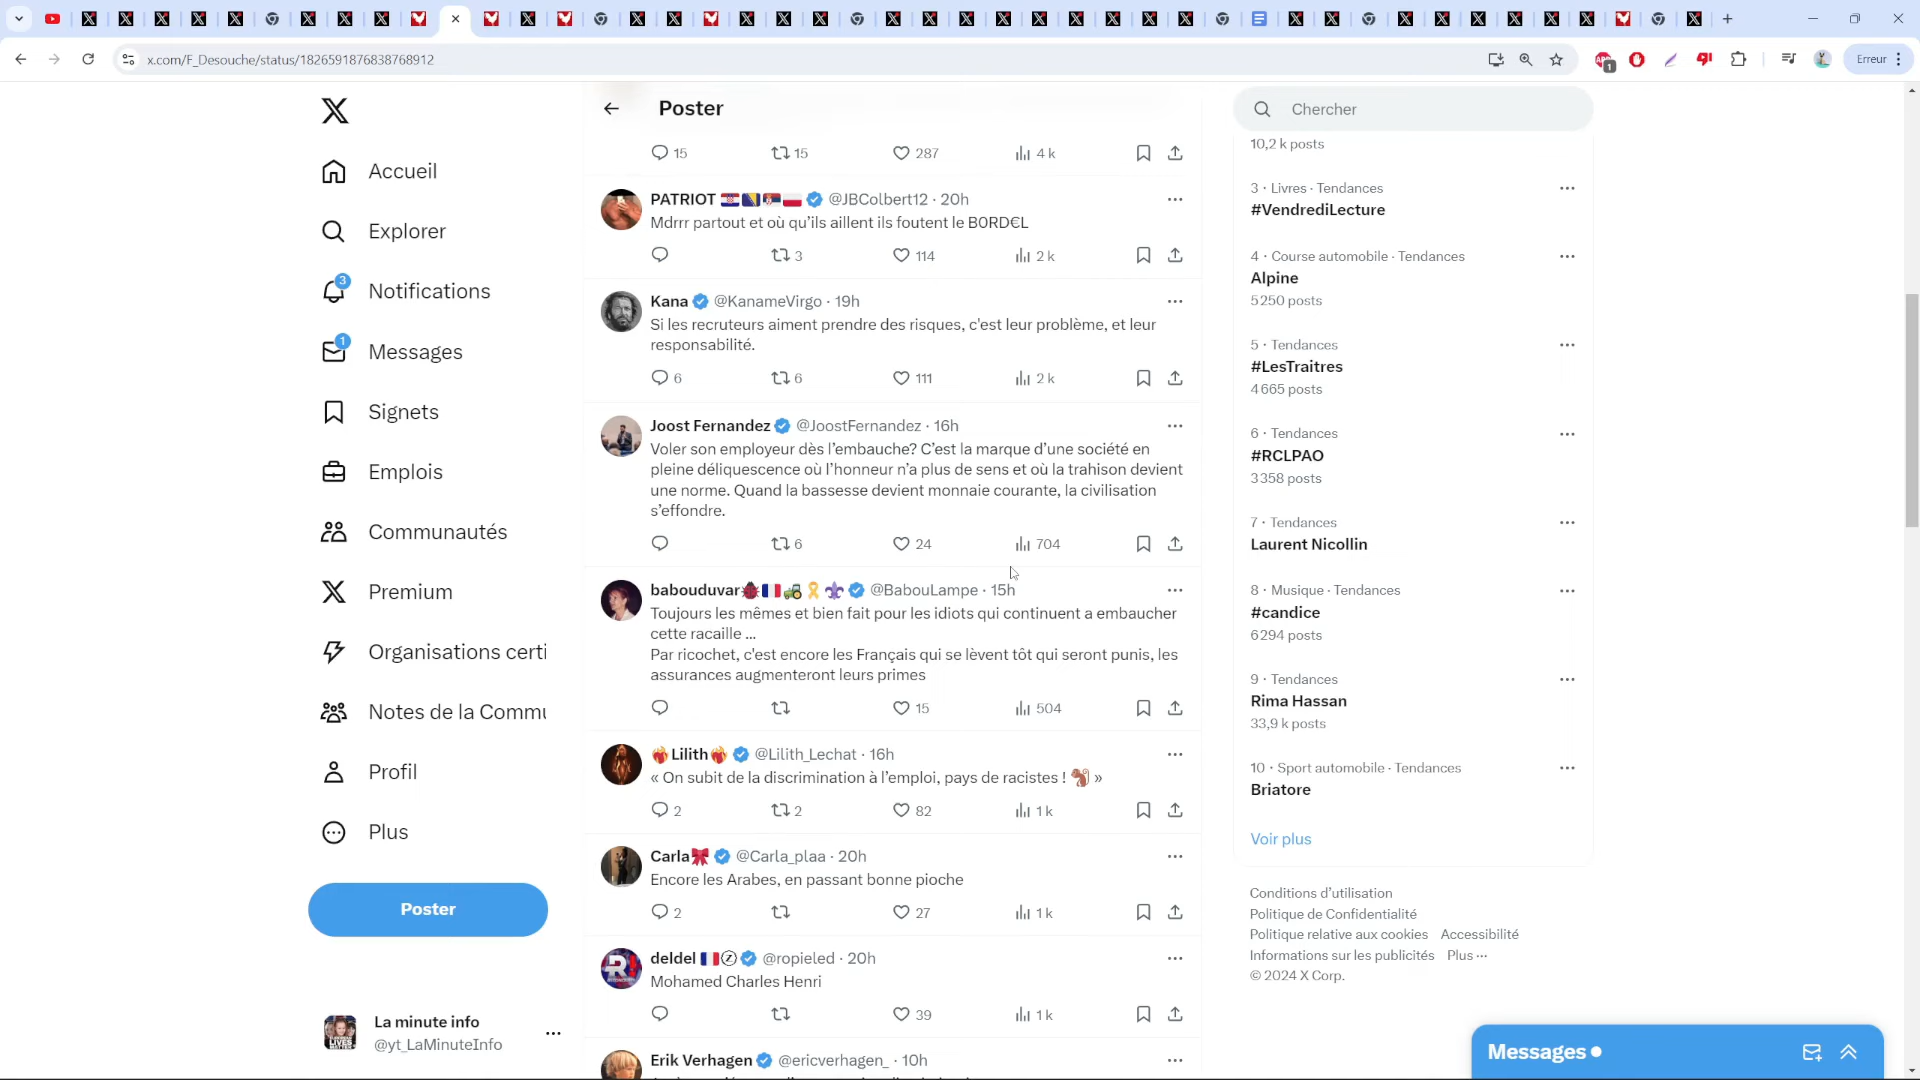 x.com/F_Desouche/status/1826591876838768912
1
Erreur
Accueil
Explorer
3
Notifications
1
Messages
Signets
Emplois
Communautés
Premium
Organisations certi
Notes de la Commu
Profil
Plus
Poster
La minute info
@yt_LaMinuteInfo
Poster
15 15 287 4 k
PATRIOT @JBColbert12 · 20h
Mdrrr partout et où qu’ils aillent ils foutent le B0RD€L
3 114 2 k
Kana @KanameVirgo · 19h
Si les recruteurs aiment prendre des risques, c'est leur problème, et leur
responsabilité.
6 6 111 2 k
Joost Fernandez @JoostFernandez · 16h
Voler son employeur dès l’embauche? C’est la marque d’une société en
pleine déliquescence où l’honneur n’a plus de sens et où la trahison devient
une norme. Quand la bassesse devient monnaie courante, la civilisation
s’effondre.
6 24 704
babouduvar @BabouLampe · 15h
Toujours les mêmes et bien fait pour les idiots qui continuent a embaucher
cette racaille ...
Par ricochet, c'est encore les Français qui se lèvent tôt qui seront punis, les
assurances augmenteront leurs primes
15 504
Lilith @Lilith_Lechat · 16h
« On subit de la discrimination à l’emploi, pays de racistes ! 🐿️ »
2 2 82 1 k
Carla @Carla_plaa · 20h
Encore les Arabes, en passant bonne pioche
2 27 1 k
deldel @ropieled · 20h
Mohamed Charles Henri
39 1 k
Erik Verhagen @ericverhagen_ · 10h
Chercher
10,2 k posts
3 · Livres · Tendances
#VendrediLecture
4 · Course automobile · Tendances
Alpine
5 250 posts
5 · Tendances
#LesTraitres
4 665 posts
6 · Tendances
#RCLPAO
3 358 posts
7 · Tendances
Laurent Nicollin
8 · Musique · Tendances
#candice
6 294 posts
9 · Tendances
Rima Hassan
33,9 k posts
10 · Sport automobile · Tendances
Briatore
Voir plus
Conditions d’utilisation
Politique de Confidentialité
Politique relative aux cookies Accessibilité
Informations sur les publicités Plus ···
© 2024 X Corp.
Messages